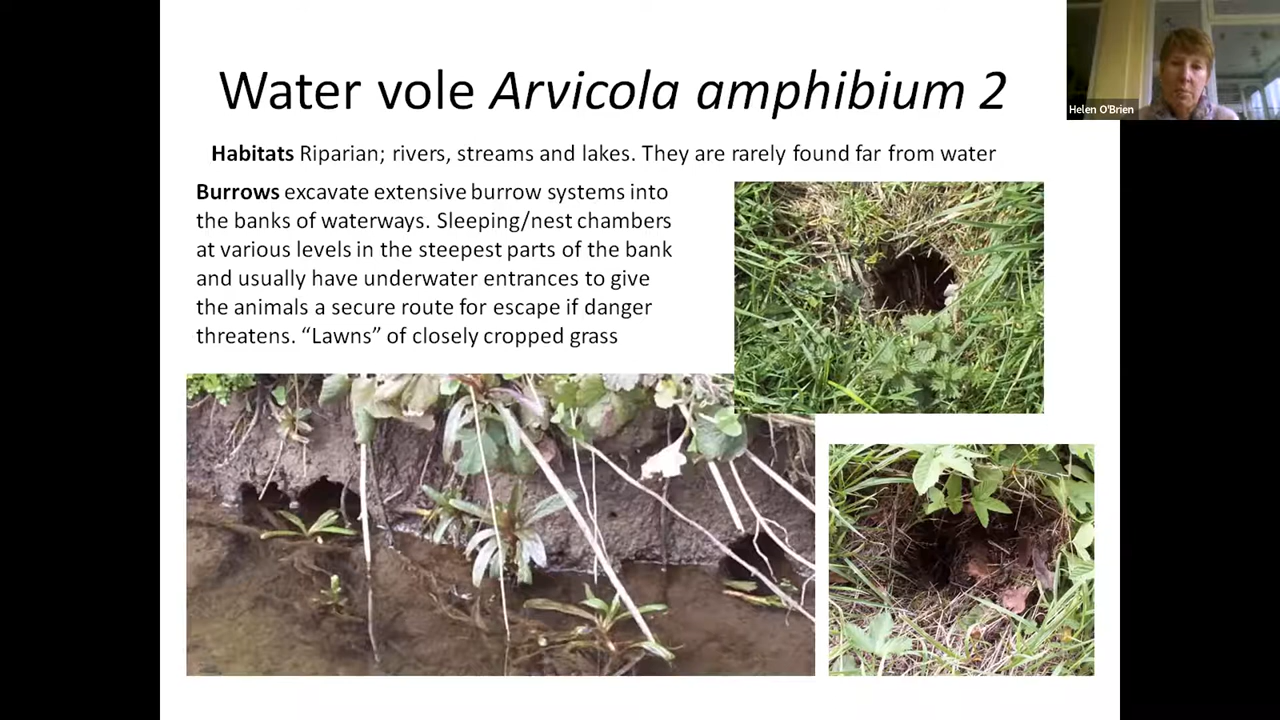 Water vole Arvicola amphibium 2
Helen O'Brien
Habitats Riparian; rivers, streams and lakes. They are rarely found far from water
Burrows excavate extensive burrow systems into
the banks of waterways. Sleeping/nest chambers
at various levels in the steepest parts of the bank
and usually have underwater entrances to give
the animals a secure route for escape if danger
threatens. “Lawns” of closely cropped grass